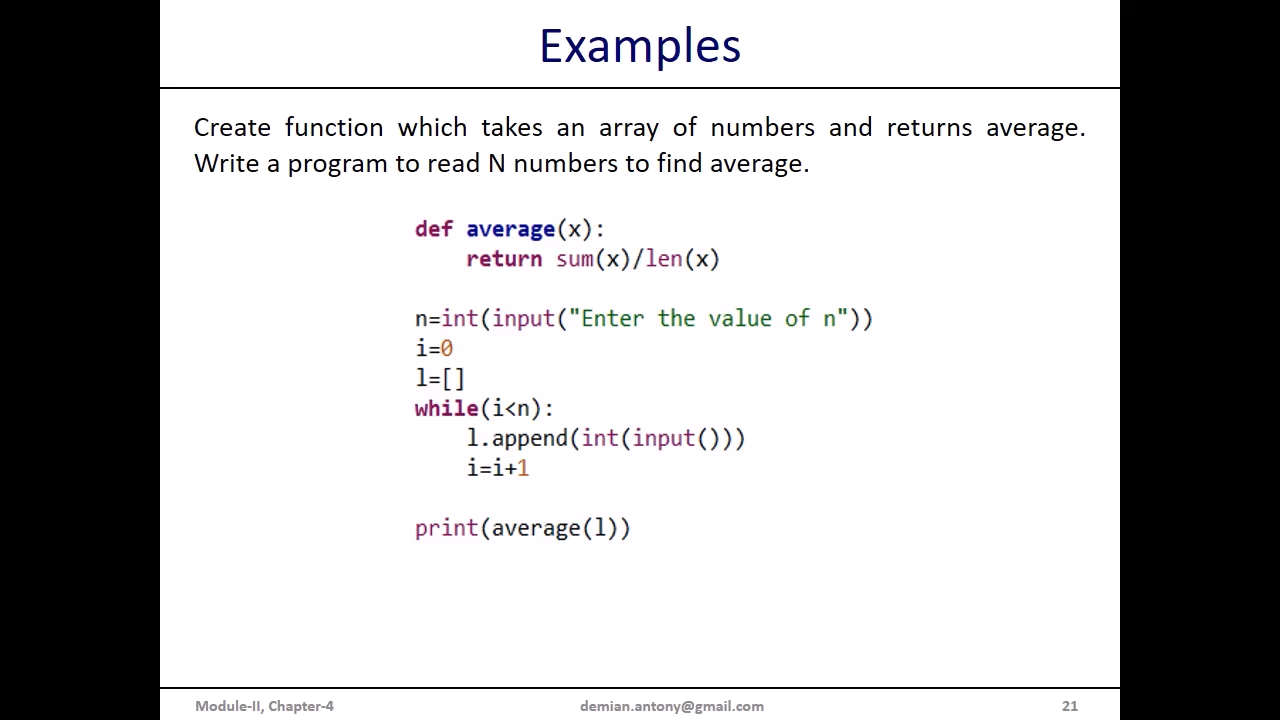 Examples
Create function which takes an array of numbers and returns average.
Write a program to read N numbers to find average.
def average(x):
    return sum(x)/len(x)
n=int(input("Enter the value of n"))
i=0
l=[]
while(i<n):
    l.append(int(input()))
    i=i+1
print(average(l))
Module-II, Chapter-4
demian.antony@gmail.com
21